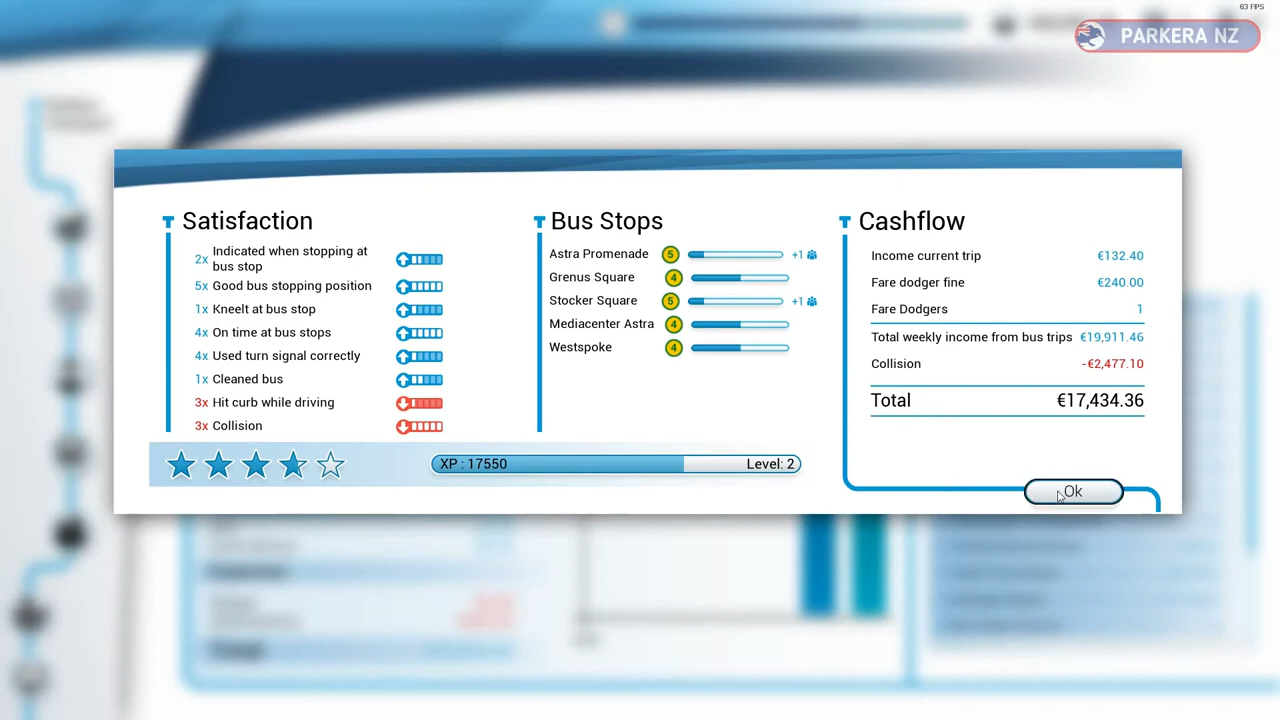 63 FPS
PARKERA NZ
Satisfaction
2x Indicated when stopping at
bus stop
5x Good bus stopping position
1x Kneelt at bus stop
4x On time at bus stops
4x Used turn signal correctly
1x Cleaned bus
3x Hit curb while driving
3x Collision
XP : 17550 Level: 2
Bus Stops
Astra Promenade 5 +1
Grenus Square 4
Stocker Square 5 +1
Mediacenter Astra 4
Westspoke 4
Cashflow
Income current trip €132.40
Fare dodger fine €240.00
Fare Dodgers 1
Total weekly income from bus trips €19,911.46
Collision -€2,477.10
Total €17,434.36
Ok